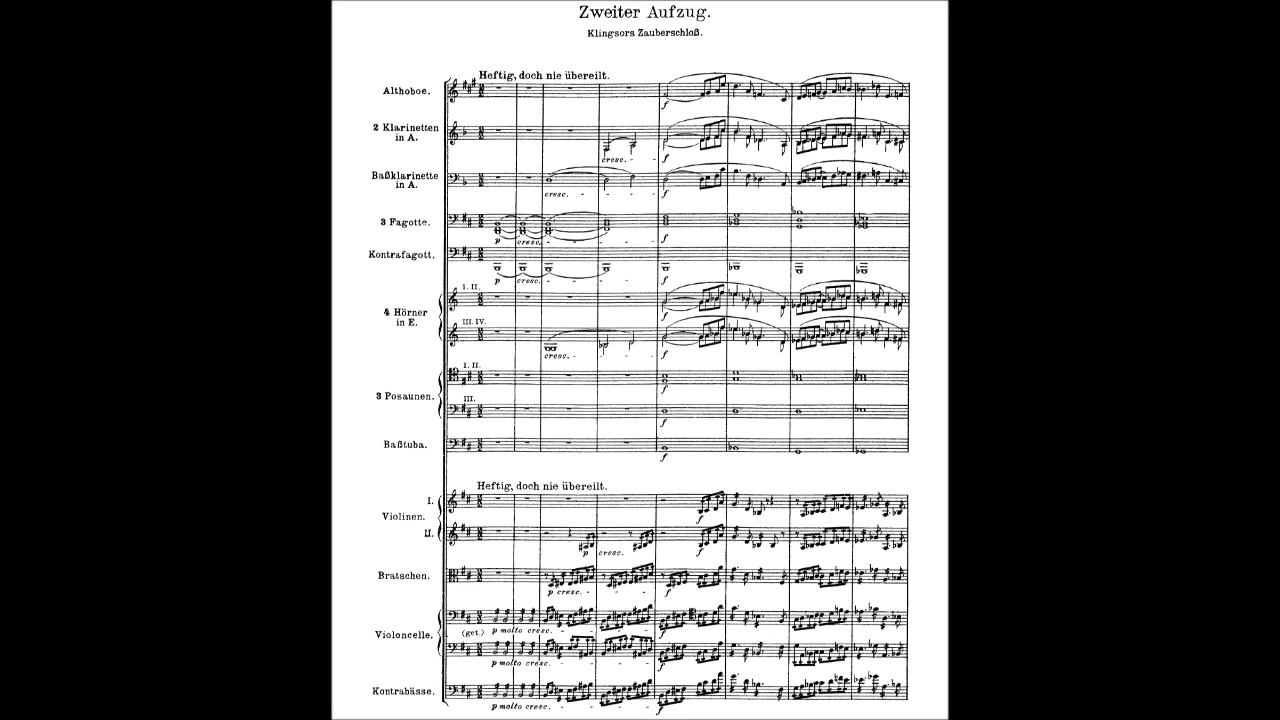 Zweiter Aufzug.
Klingsors Zauberschloß.
Heftig, doch nie übereilt.
Althoboe.
f
2 Klarinetten
in A.
cresc. - - f
Baßklarinette
in A.
cresc. - - - f
3 Fagotte.
p cresc. - - - - f
Kontrafagott.
p cresc. - - - - f
4 Hörner
in E.
I. II.
f
III. IV.
cresc. - - - f
3 Posaunen.
I. II.
f
III.
f
Baßtuba.
f
Heftig, doch nie übereilt.
Violinen.
I.
f
II.
p cresc. f
Bratschen.
p cresc. - - - f
Violoncelle.
(get.)
p molto cresc. - - - f
p molto cresc. - - - f
Kontrabässe.
p molto cresc. - - - f